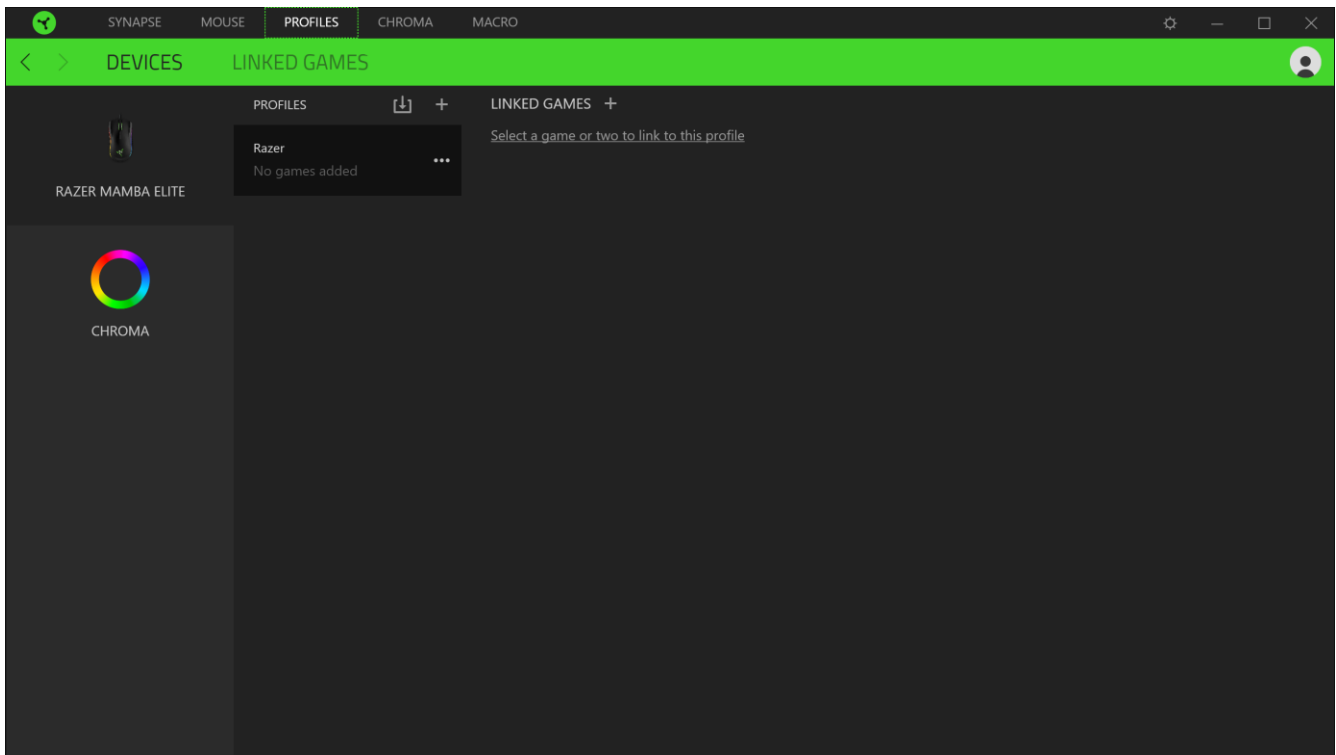 SYNAPSE MOUSE PROFILES CHROMA MACRO
DEVICES LINKED GAMES
RAZER MAMBA ELITE
CHROMA
PROFILES
Razer
No games added
LINKED GAMES +
Select a game or two to link to this profile